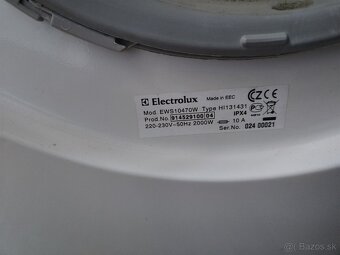 Electrolux Made in EEC
Mod. EWS10470W Type HI131431
Prod.No. 914529100 04 IPX4
220-230V~50Hz 2000W 10 A
Ser.No. 024 00021
© Bazos.sk